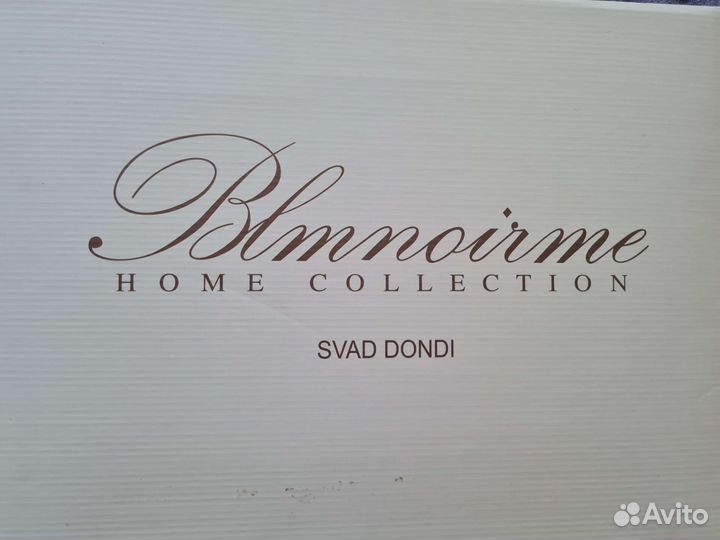 Blmnoirme
HOME COLLECTION
SVAD DONDI
Avito